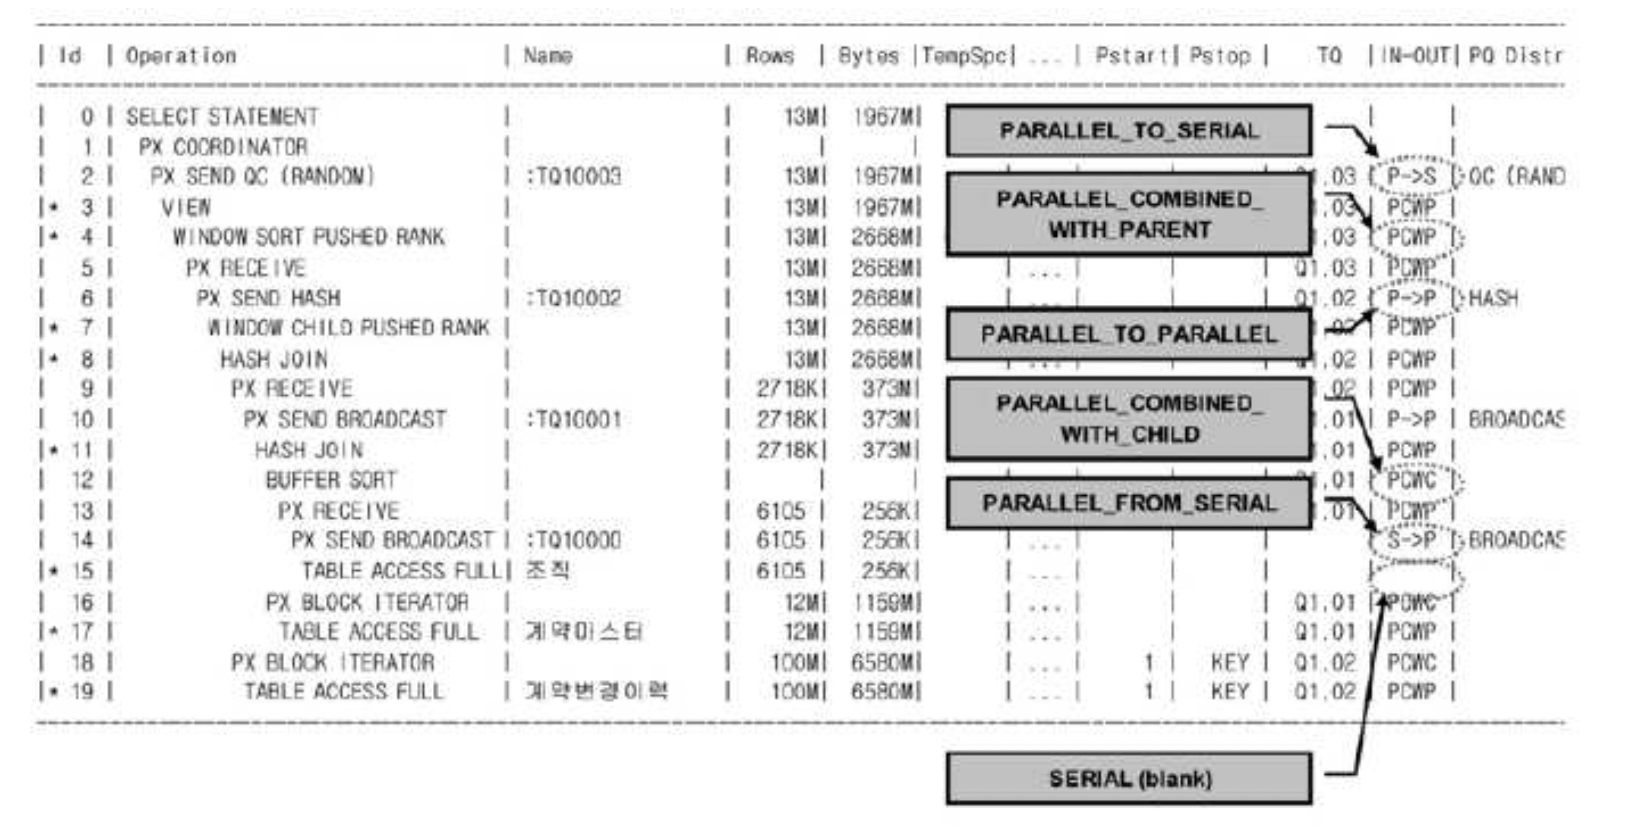 | Id | Operation | Name | Rows | Bytes |TempSpc| ... | Pstart| Pstop | TQ |IN-OUT| PQ Distr
| 0 | SELECT STATEMENT | | 13M| 1967M| | |
| 1 | PX COORDINATOR | | | | |
| 2 | PX SEND QC (RANDOM) | :TQ10003 | 13M| 1967M| .03 | P->S | QC (RAND
|* 3 | VIEW | | 13M| 1967M| .03| PCWP |
|* 4 | WINDOW SORT PUSHED RANK | | 13M| 2668M| .03 | PCWP |
| 5 | PX RECEIVE | | 13M| 2668M| | ... | | | Q1.03 | PCWP |
| 6 | PX SEND HASH | :TQ10002 | 13M| 2668M| | ... | | | Q1.02 | P->P | HASH
|* 7 | WINDOW CHILD PUSHED RANK | | 13M| 2668M| PCWP |
|* 8 | HASH JOIN | | 13M| 2668M| .02 | PCWP |
| 9 | PX RECEIVE | | 2718K| 373M| .02 | PCWP |
| 10 | PX SEND BROADCAST | :TQ10001 | 2718K| 373M| .01| P->P | BROADCAS
|* 11 | HASH JOIN | | 2718K| 373M| .01 | PCWP |
| 12 | BUFFER SORT | | | | .01 | PCWC |
| 13 | PX RECEIVE | | 6105 | 256K| .01 | PCWP |
| 14 | PX SEND BROADCAST | :TQ10000 | 6105 | 256K| | ... | | | | S->P | BROADCAS
|* 15 | TABLE ACCESS FULL| 조직 | 6105 | 256K| | ... | | | | |
| 16 | PX BLOCK ITERATOR | | 12M| 1159M| | ... | | | Q1.01 | PCWC |
|* 17 | TABLE ACCESS FULL | 계약마스터 | 12M| 1159M| | ... | | | Q1.01 | PCWP |
| 18 | PX BLOCK ITERATOR | | 100M| 6580M| | ... | 1 | KEY | Q1.02 | PCWC |
|* 19 | TABLE ACCESS FULL | 계약변경이력 | 100M| 6580M| | ... | 1 | KEY | Q1.02 | PCWP |
PARALLEL_TO_SERIAL
PARALLEL_COMBINED_
WITH_PARENT
PARALLEL_TO_PARALLEL
PARALLEL_COMBINED_
WITH_CHILD
PARALLEL_FROM_SERIAL
SERIAL (blank)